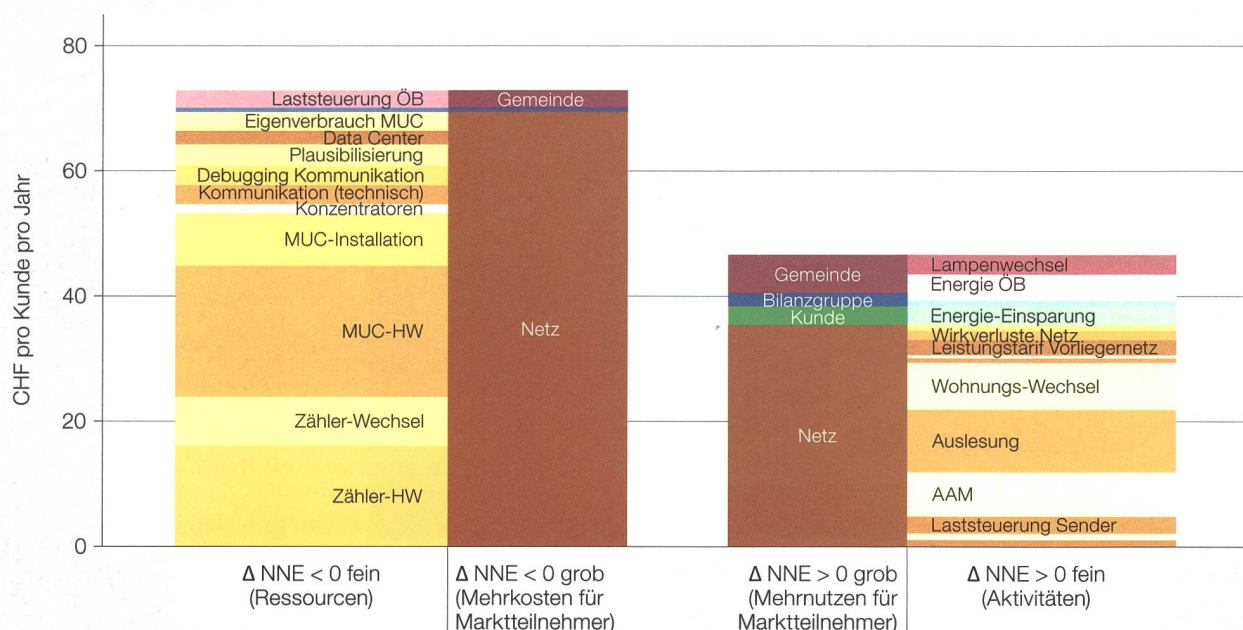 CHF pro Kunde pro Jahr
80
60
40
20
0
Laststeuerung ÖB
Eigenverbrauch MUC
Data Center
Plausibilisierung
Debugging Kommunikation
Kommunikation (technisch)
Konzentratoren
MUC-Installation
MUC-HW
Zähler-Wechsel
Zähler-HW
Gemeinde
Netz
Gemeinde
Bilanzgruppe
Kunde
Netz
Lampenwechsel
Energie ÖB
Energie-Einsparung
Wirkverluste Netz
Leistungstarif Vorliegernetz
Wohnungs-Wechsel
Auslesung
AAM
Laststeuerung Sender
Δ NNE < 0 fein
(Ressourcen)
Δ NNE < 0 grob
(Mehrkosten für
Marktteilnehmer)
Δ NNE > 0 grob
(Mehrnutzen für
Marktteilnehmer)
Δ NNE > 0 fein
(Aktivitäten)